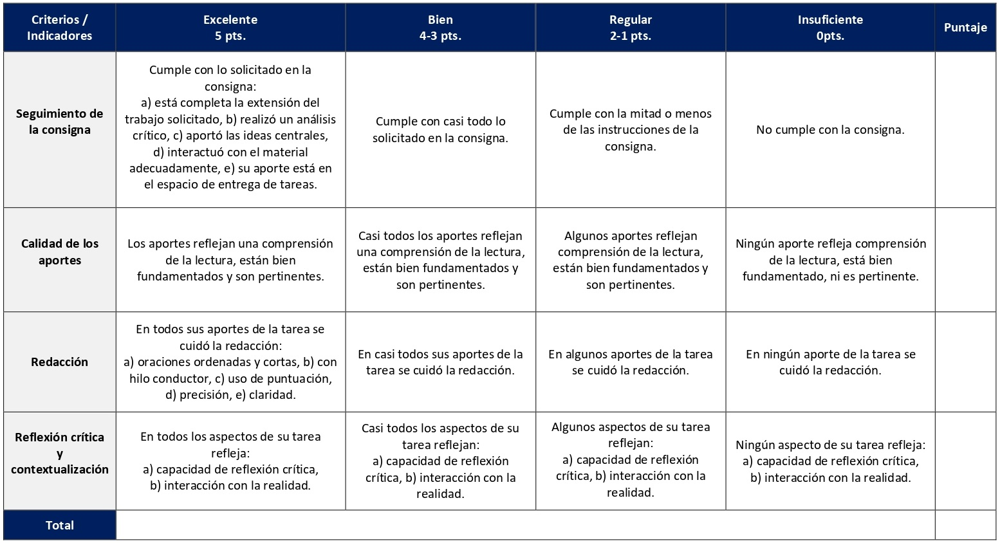 Criterios /
Indicadores
Excelente
5 pts.
Bien
4-3 pts.
Regular
2-1 pts.
Insuficiente
0pts.
Puntaje
Seguimiento de
la consigna
Cumple con lo solicitado en la
consigna:
a) está completa la extensión del
trabajo solicitado, b) realizó un análisis
crítico, c) aportó las ideas centrales,
d) interactuó con el material
adecuadamente, e) su aporte está en
el espacio de entrega de tareas.
Cumple con casi todo lo
solicitado en la consigna.
Cumple con la mitad o menos
de las instrucciones de la
consigna.
No cumple con la consigna.
Calidad de los
aportes
Los aportes reflejan una comprensión
de la lectura, están bien
fundamentados y son pertinentes.
Casi todos los aportes reflejan
una comprensión de la lectura,
están bien fundamentados y
son pertinentes.
Algunos aportes reflejan
comprensión de la lectura,
están bien fundamentados y
son pertinentes.
Ningún aporte refleja comprensión
de la lectura, está bien
fundamentado, ni es pertinente.
Redacción
En todos sus aportes de la tarea se
cuidó la redacción:
a) oraciones ordenadas y cortas, b) con
hilo conductor, c) uso de puntuación,
d) precisión, e) claridad.
En casi todos sus aportes de la
tarea se cuidó la redacción.
En algunos aportes de la tarea
se cuidó la redacción.
En ningún aporte de la tarea se
cuidó la redacción.
Reflexión crítica
y
contextualización
En todos los aspectos de su tarea
refleja:
a) capacidad de reflexión crítica,
b) interacción con la realidad.
Casi todos los aspectos de su
tarea reflejan:
a) capacidad de reflexión
crítica, b) interacción con la
realidad.
Algunos aspectos de su tarea
reflejan:
a) capacidad de reflexión
crítica, b) interacción con la
realidad.
Ningún aspecto de su tarea refleja:
a) capacidad de reflexión crítica,
b) interacción con la realidad.
Total